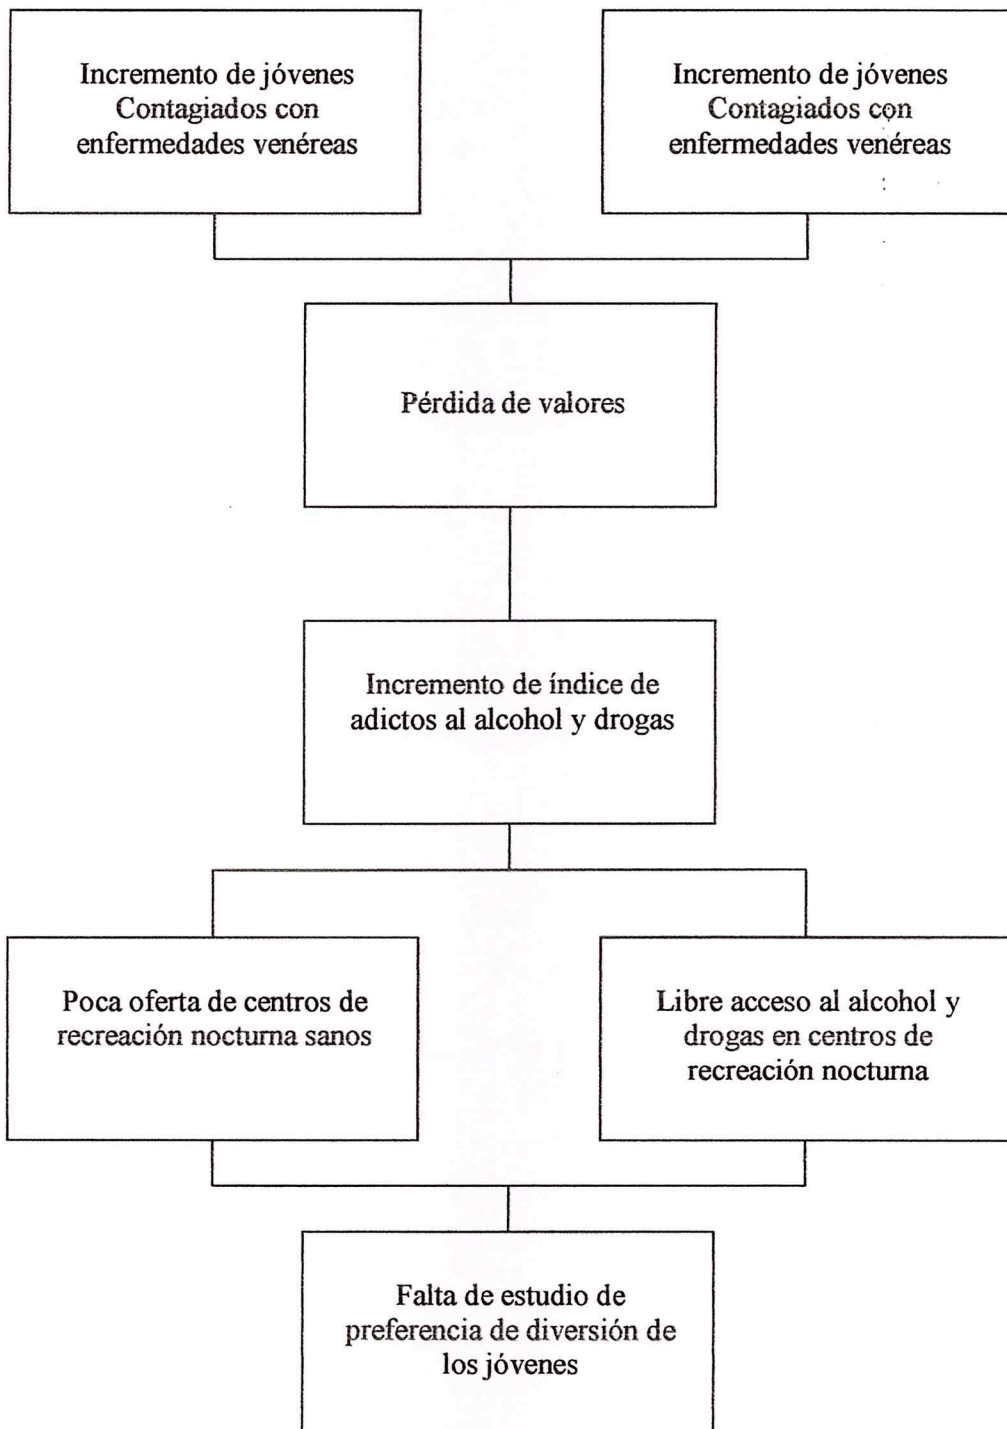 Incremento de jóvenes
Contagiados con
enfermedades venéreas
Incremento de jóvenes
Contagiados con
enfermedades venéreas
Pérdida de valores
Incremento de índice de
adictos al alcohol y drogas
Poca oferta de centros de
recreación nocturna sanos
Libre acceso al alcohol y
drogas en centros de
recreación nocturna
Falta de estudio de
preferencia de diversión de
los jóvenes